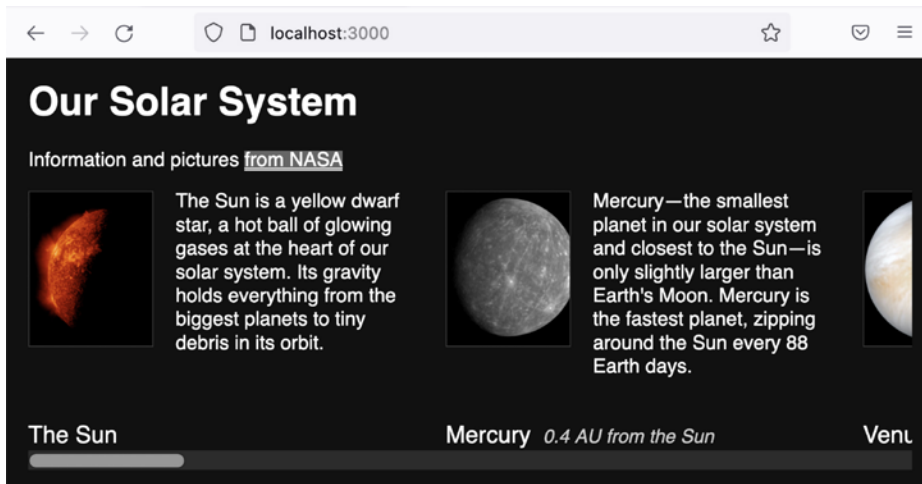 localhost:3000
Our Solar System
Information and pictures from NASA
The Sun is a yellow dwarf
star, a hot ball of glowing
gases at the heart of our
solar system. Its gravity
holds everything from the
biggest planets to tiny
debris in its orbit.
Mercury—the smallest
planet in our solar system
and closest to the Sun—is
only slightly larger than
Earth's Moon. Mercury is
the fastest planet, zipping
around the Sun every 88
Earth days.
The Sun
Mercury 0.4 AU from the Sun
Venu